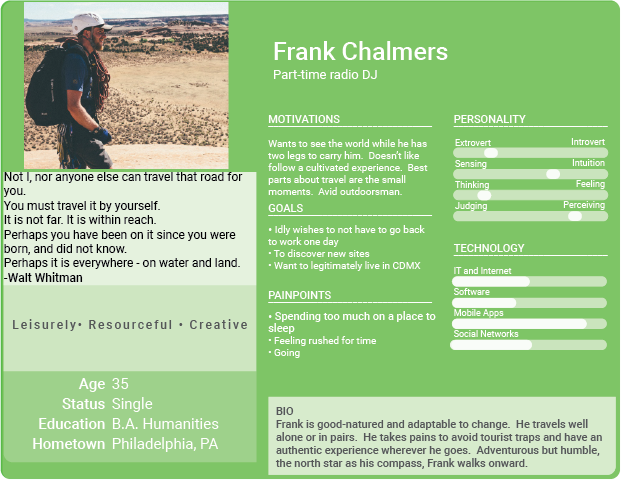 Frank Chalmers
Part-time radio DJ
Not I, nor anyone else can travel that road for
you.
You must travel it by yourself.
It is not far. It is within reach.
Perhaps you have been on it since you were
born, and did not know.
Perhaps it is everywhere - on water and land.
-Walt Whitman
Leisurely• Resourceful • Creative
Age 35
Status Single
Education B.A. Humanities
Hometown Philadelphia, PA
MOTIVATIONS
Wants to see the world while he has
two legs to carry him. Doesn't like
follow a cultivated experience. Best
parts about travel are the small
moments. Avid outdoorsman.
GOALS
• Idly wishes to not have to go back
to work one day
• To discover new sites
• Want to legitimately live in CDMX
PAINPOINTS
• Spending too much on a place to
sleep
• Feeling rushed for time
• Going
PERSONALITY
Extrovert Introvert
Sensing Intuition
Thinking Feeling
Judging Perceiving
TECHNOLOGY
IT and Internet
Software
Mobile Apps
Social Networks
BIO
Frank is good-natured and adaptable to change. He travels well
alone or in pairs. He takes pains to avoid tourist traps and have an
authentic experience wherever he goes. Adventurous but humble,
the north star as his compass, Frank walks onward.